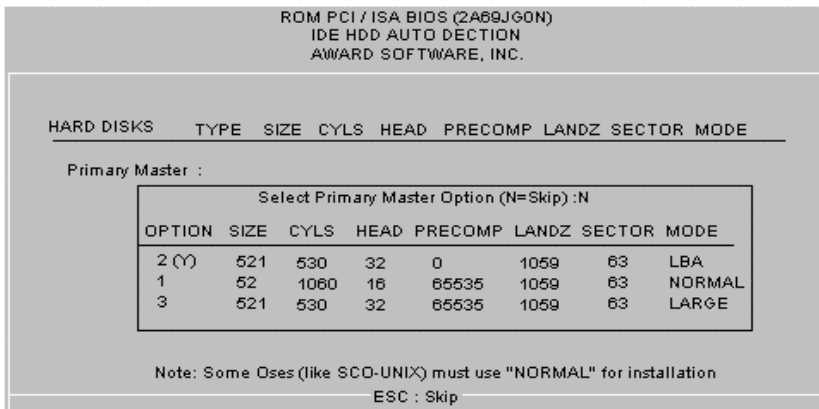 ROM PCI / ISA BIOS (2A69JG0N)
IDE HDD AUTO DECTION
AWARD SOFTWARE, INC.
HARD DISKS TYPE SIZE CYLS HEAD PRECOMP LANDZ SECTOR MODE
Primary Master :
Select Primary Master Option (N=Skip) :N
OPTION SIZE CYLS HEAD PRECOMP LANDZ SECTOR MODE
2 (Y) 521 530 32 0 1059 63 LBA
1 52 1060 16 65535 1059 63 NORMAL
3 521 530 32 65535 1059 63 LARGE
Note: Some Oses (like SCO-UNIX) must use "NORMAL" for installation
ESC : Skip